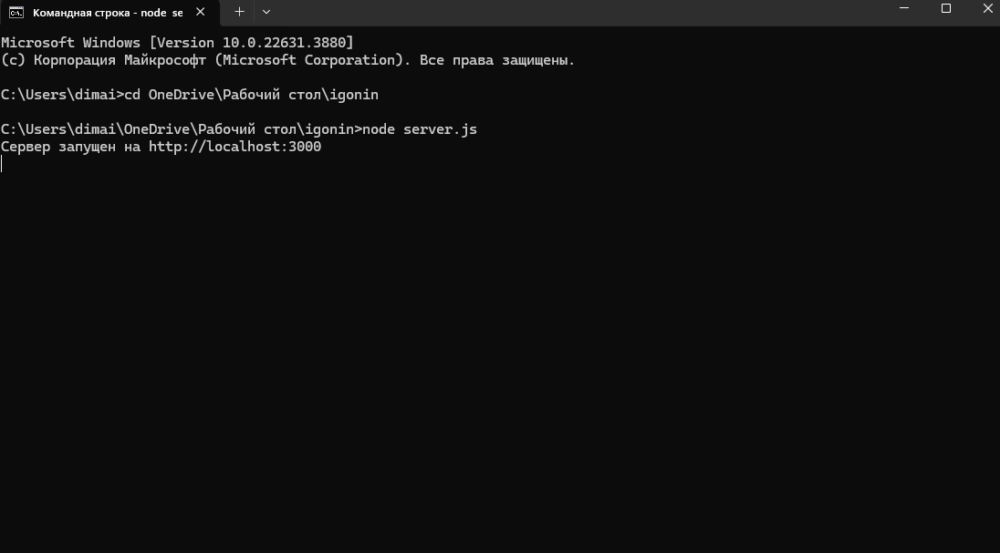 Командная строка - node se
Microsoft Windows [Version 10.0.22631.3880]
(c) Корпорация Майкрософт (Microsoft Corporation). Все права защищены.
C:\Users\dimai>cd OneDrive\Рабочий стол\igonin
C:\Users\dimai\OneDrive\Рабочий стол\igonin>node server.js
Сервер запущен на http://localhost:3000